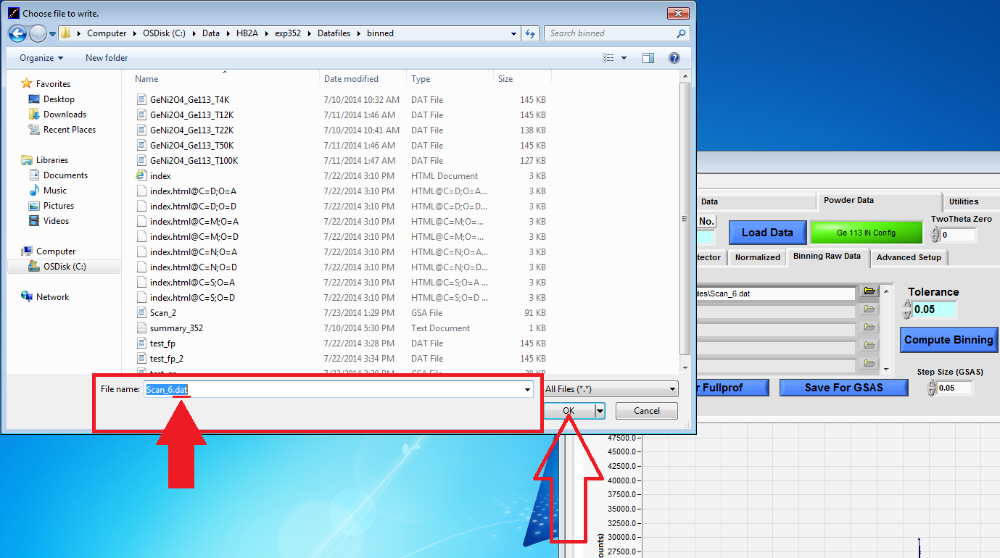 Choose file to write.
Computer OSDisk (C:) Data HB2A exp352 Datafiles binned
Search binned
Organize New folder
Name Date modified Type Size
Favorites
Desktop
Downloads
Recent Places
Libraries
Documents
Music
Pictures
Videos
Computer
OSDisk (C:)
Network
GeNi2O4_Ge113_T4K 7/10/2014 10:32 AM DAT File 145 KB
GeNi2O4_Ge113_T12K 7/11/2014 1:46 AM DAT File 145 KB
GeNi2O4_Ge113_T22K 7/10/2014 10:41 AM DAT File 138 KB
GeNi2O4_Ge113_T50K 7/11/2014 1:46 AM DAT File 145 KB
GeNi2O4_Ge113_T100K 7/11/2014 1:47 AM DAT File 127 KB
index 7/22/2014 3:10 PM HTML Document 3 KB
index.html@C=D;O=A 7/22/2014 3:10 PM HTML@C=D;O=A... 3 KB
index.html@C=D;O=D 7/22/2014 3:10 PM HTML@C=D;O=D... 3 KB
index.html@C=M;O=A 7/22/2014 3:10 PM HTML@C=M;O=... 3 KB
index.html@C=M;O=D 7/22/2014 3:10 PM HTML@C=M;O=... 3 KB
index.html@C=N;O=A 7/22/2014 3:10 PM HTML@C=N;O=A... 3 KB
index.html@C=N;O=D 7/22/2014 3:10 PM HTML@C=N;O=D... 3 KB
index.html@C=S;O=A 7/22/2014 3:10 PM HTML@C=S;O=A ... 3 KB
index.html@C=S;O=D 7/22/2014 3:10 PM HTML@C=S;O=D ... 3 KB
Scan_2 7/23/2014 1:29 PM GSA File 91 KB
summary_352 7/10/2014 5:30 PM Text Document 1 KB
test_fp 7/22/2014 3:28 PM DAT File 145 KB
test_fp_2 7/22/2014 3:34 PM DAT File 145 KB
File name: Scan_6.dat All Files (*.*)
OK Cancel
Data Powder Data Utilities
No. Load Data Ge 113 IN Config TwoTheta Zero
0
tector Normalized Binning Raw Data Advanced Setup
iles\Scan_6.dat
Tolerance
0.05
Compute Binning
Step Size (GSAS)
r Fullprof Save For GSAS 0.05
47500.0
45000.0
42500.0
40000.0
37500.0
35000.0
32500.0
30000.0
27500.0
ounts)